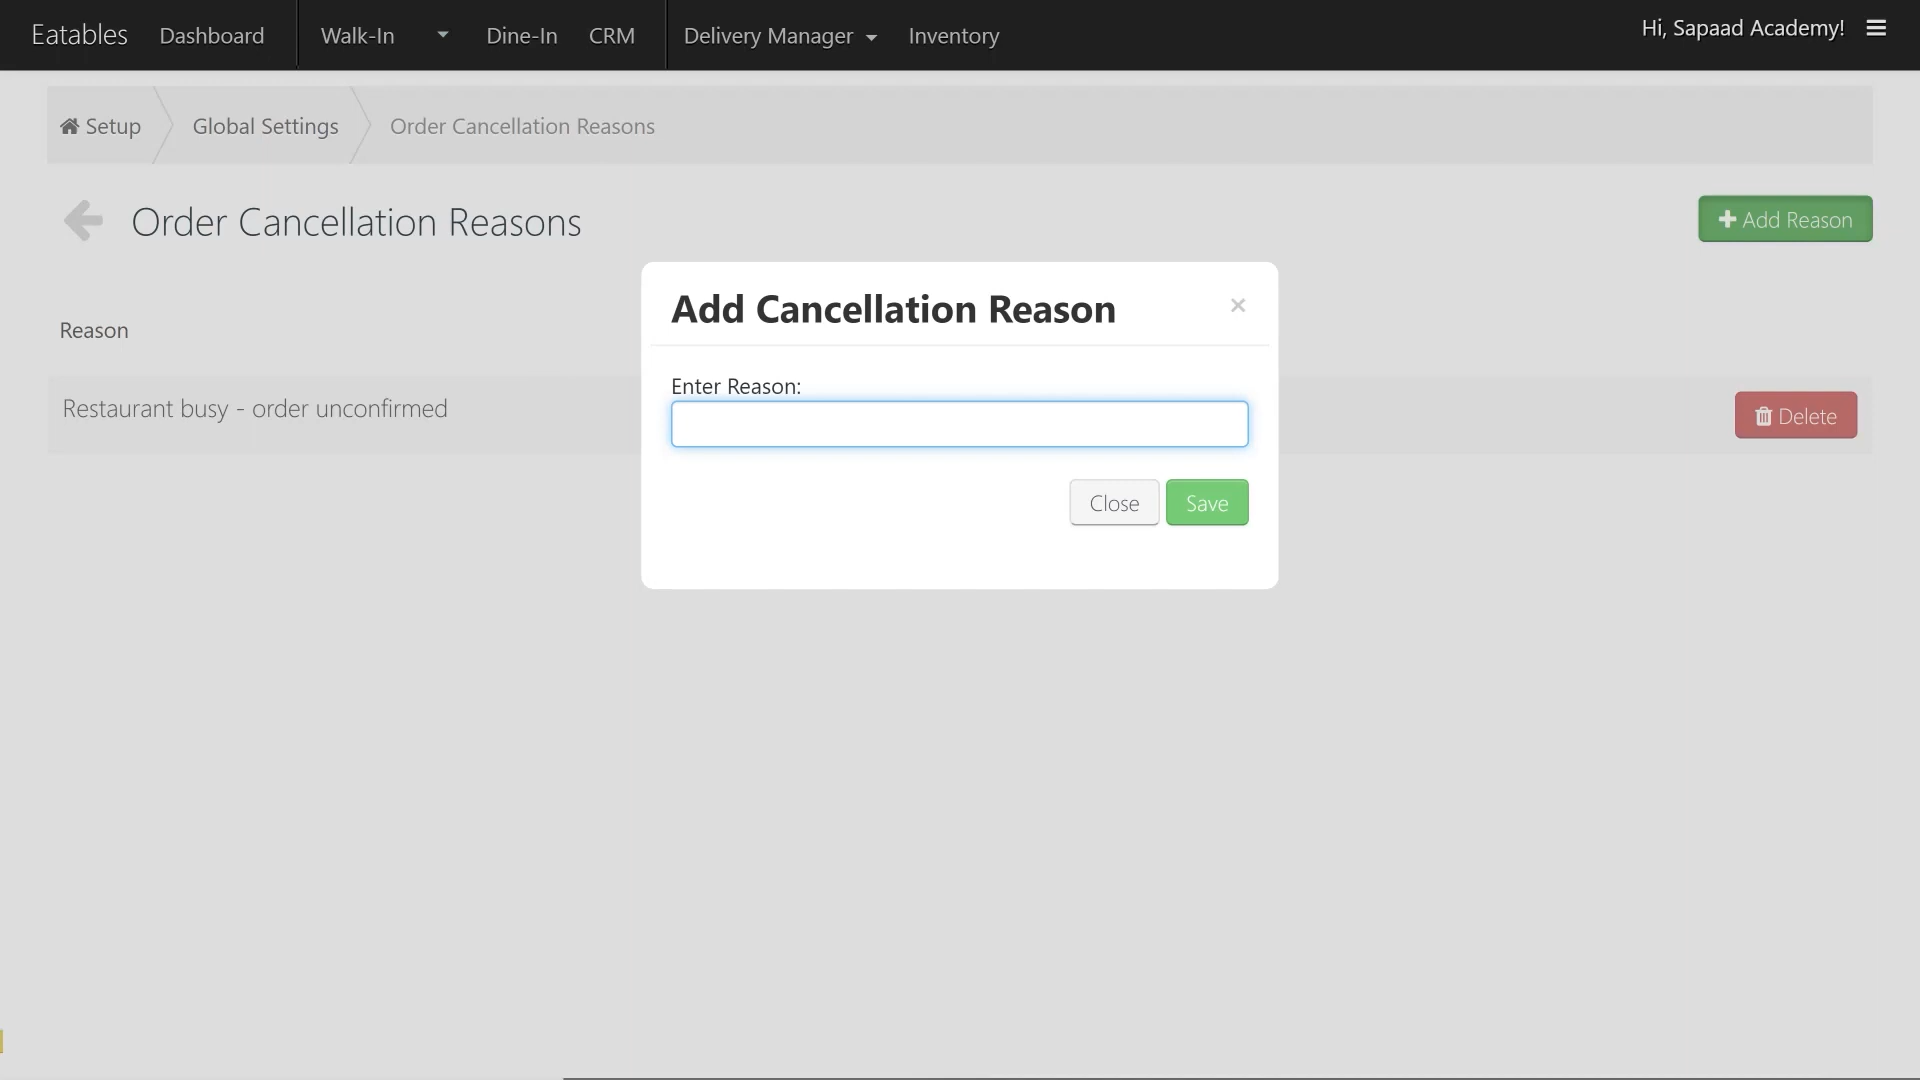 Eatables Dashboard Walk-In Dine-In CRM Delivery Manager Inventory Hi, Sapaad Academy!
Setup Global Settings Order Cancellation Reasons
Order Cancellation Reasons Add Reason
Add Cancellation Reason ×
Reason
Enter Reason:
Restaurant busy - order unconfirmed Delete
Close Save